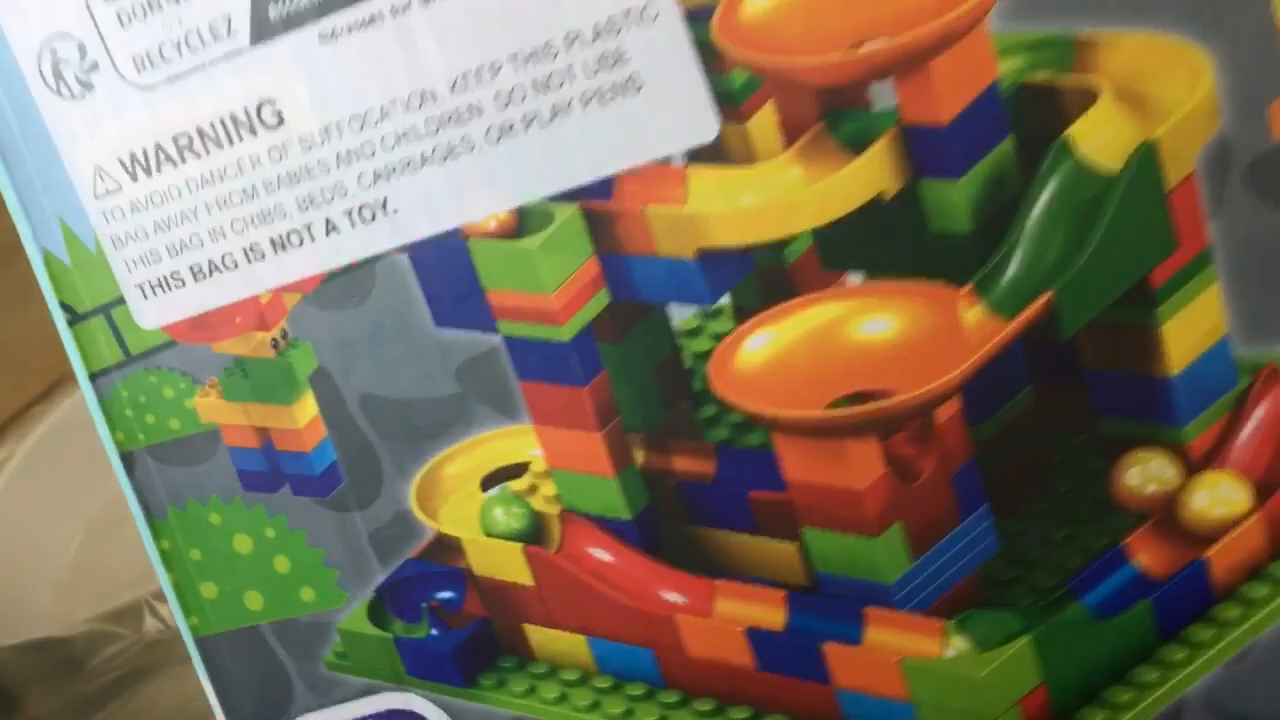 RECYCLEZ
WARNING
TO AVOID DANGER OF SUFFOCATION, KEEP THIS PLASTIC
BAG AWAY FROM BABIES AND CHILDREN. DO NOT USE
THIS BAG IN CRIBS, BEDS, CARRIAGES, OR PLAY PENS.
THIS BAG IS NOT A TOY.